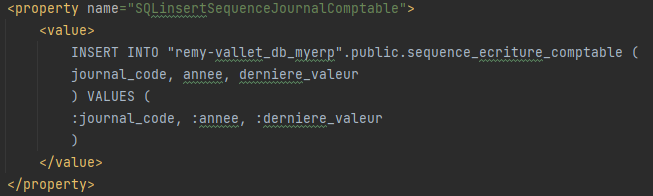 <property name="SQLinsertSequenceJournalComptable">
<value>
INSERT INTO "remy-vallet_db_myerp".public.sequence_ecriture_comptable (
journal_code, annee, derniere_valeur
) VALUES (
:journal_code, :annee, :derniere_valeur
)
</value>
</property>